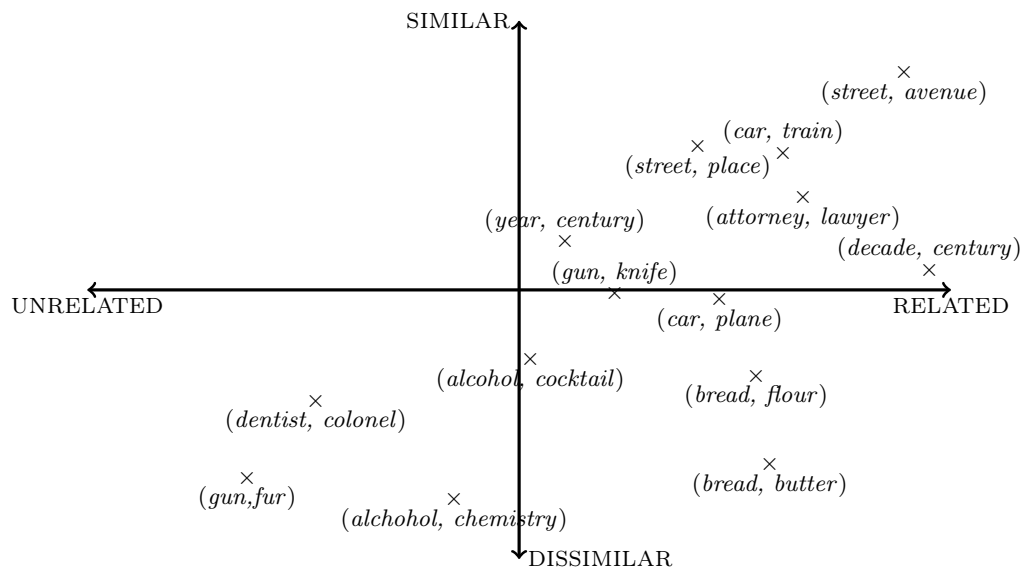 SIMILAR
(street, avenue)
(car, train)
(street, place)
(attorney, lawyer)
(year, century)
(decade, century)
(gun, knife)
UNRELATED
RELATED
(car, plane)
(alcohol, cocktail)
(bread, flour)
(dentist, colonel)
(bread, butter)
(gun,fur)
(alchohol, chemistry)
DISSIMILAR